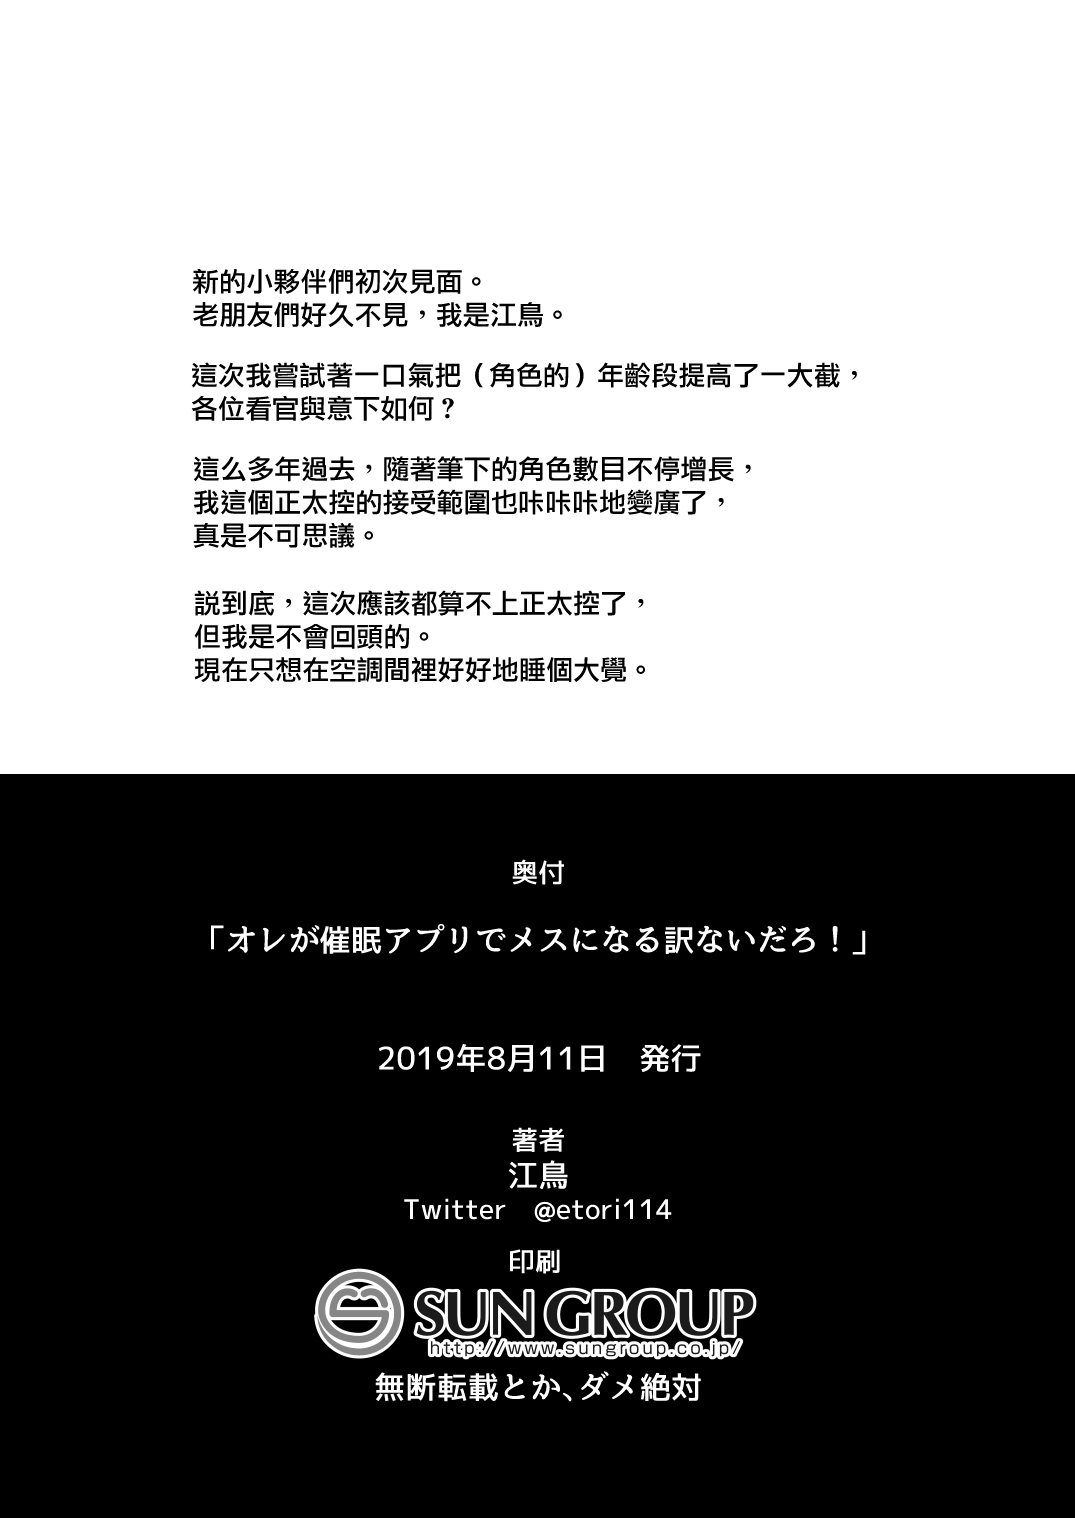 新的小夥伴們初次見面。
老朋友們好久不見，我是江鳥。
這次我嘗試著一口氣把（角色的）年齡段提高了一大截，
各位看官與意下如何？
這么多年過去，隨著筆下的角色數目不停增長，
我這個正太控的接受範圍也咔咔咔地變廣了，
真是不可思議。
説到底，這次應該都算不上正太控了，
但我是不會回頭的。
現在只想在空調間裡好好地睡個大覺。
奥付
「オレが催眠アプリでメスになる訳ないだろ！」
2019年8月11日　発行
著者
江鳥
Twitter　@etori114
印刷
SUN GROUP
http://www.sungroup.co.jp/
無断転載とか、ダメ絶対